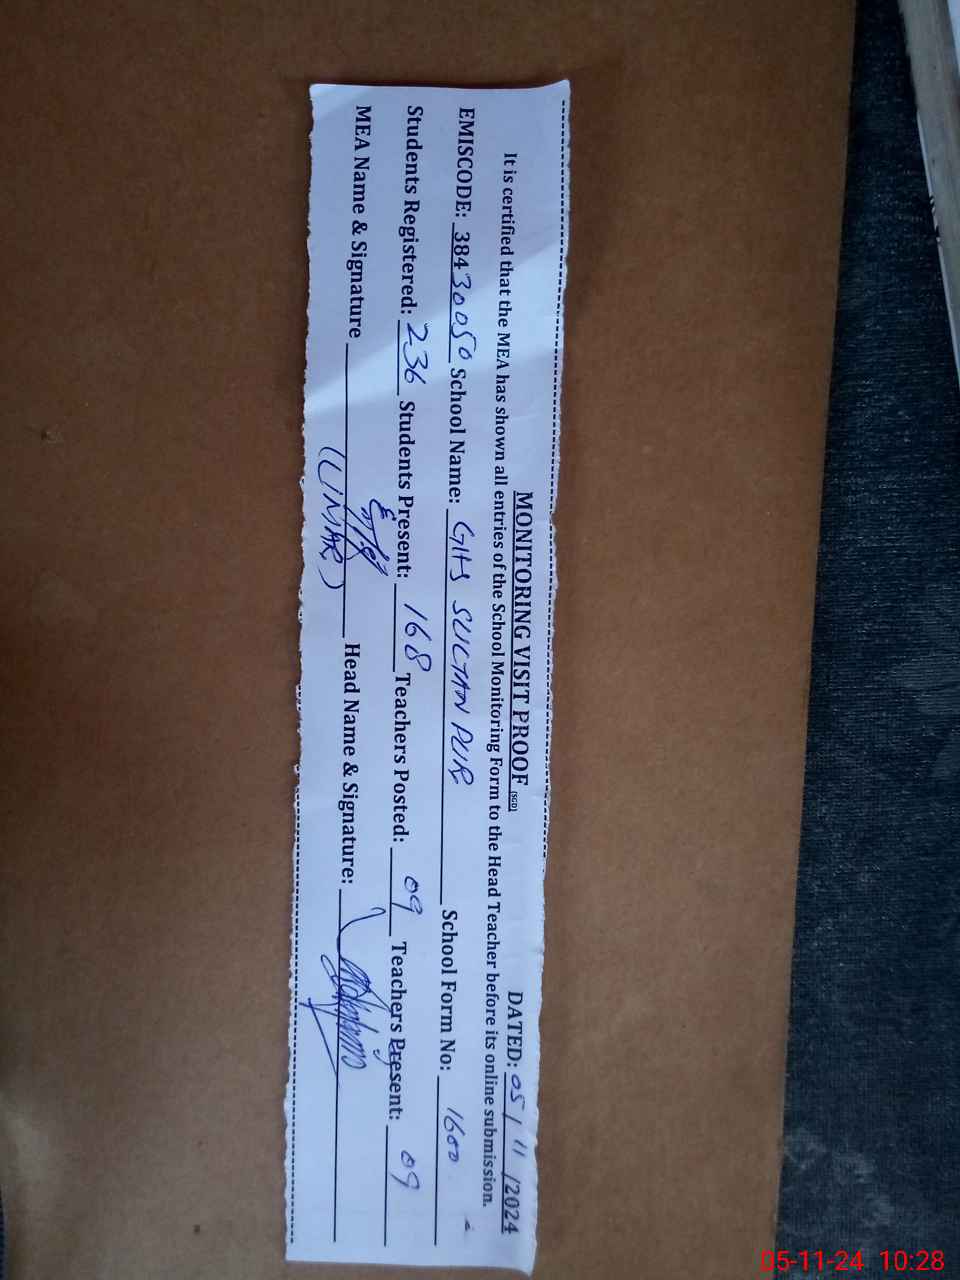 MONITORING VISIT PROOF (SGD) DATED: 05/11/2024
It is certified that the MEA has shown all entries of the School Monitoring Form to the Head Teacher before its online submission.
EMISCODE: 38430050 School Name: GHS SULTAN PUR School Form No: 1600
Students Registered: 236 Students Present: 168 Teachers Posted: 09 Teachers Present: 09
MEA Name & Signature Head Name & Signature:
(UMAR)
05-11-24 10:28